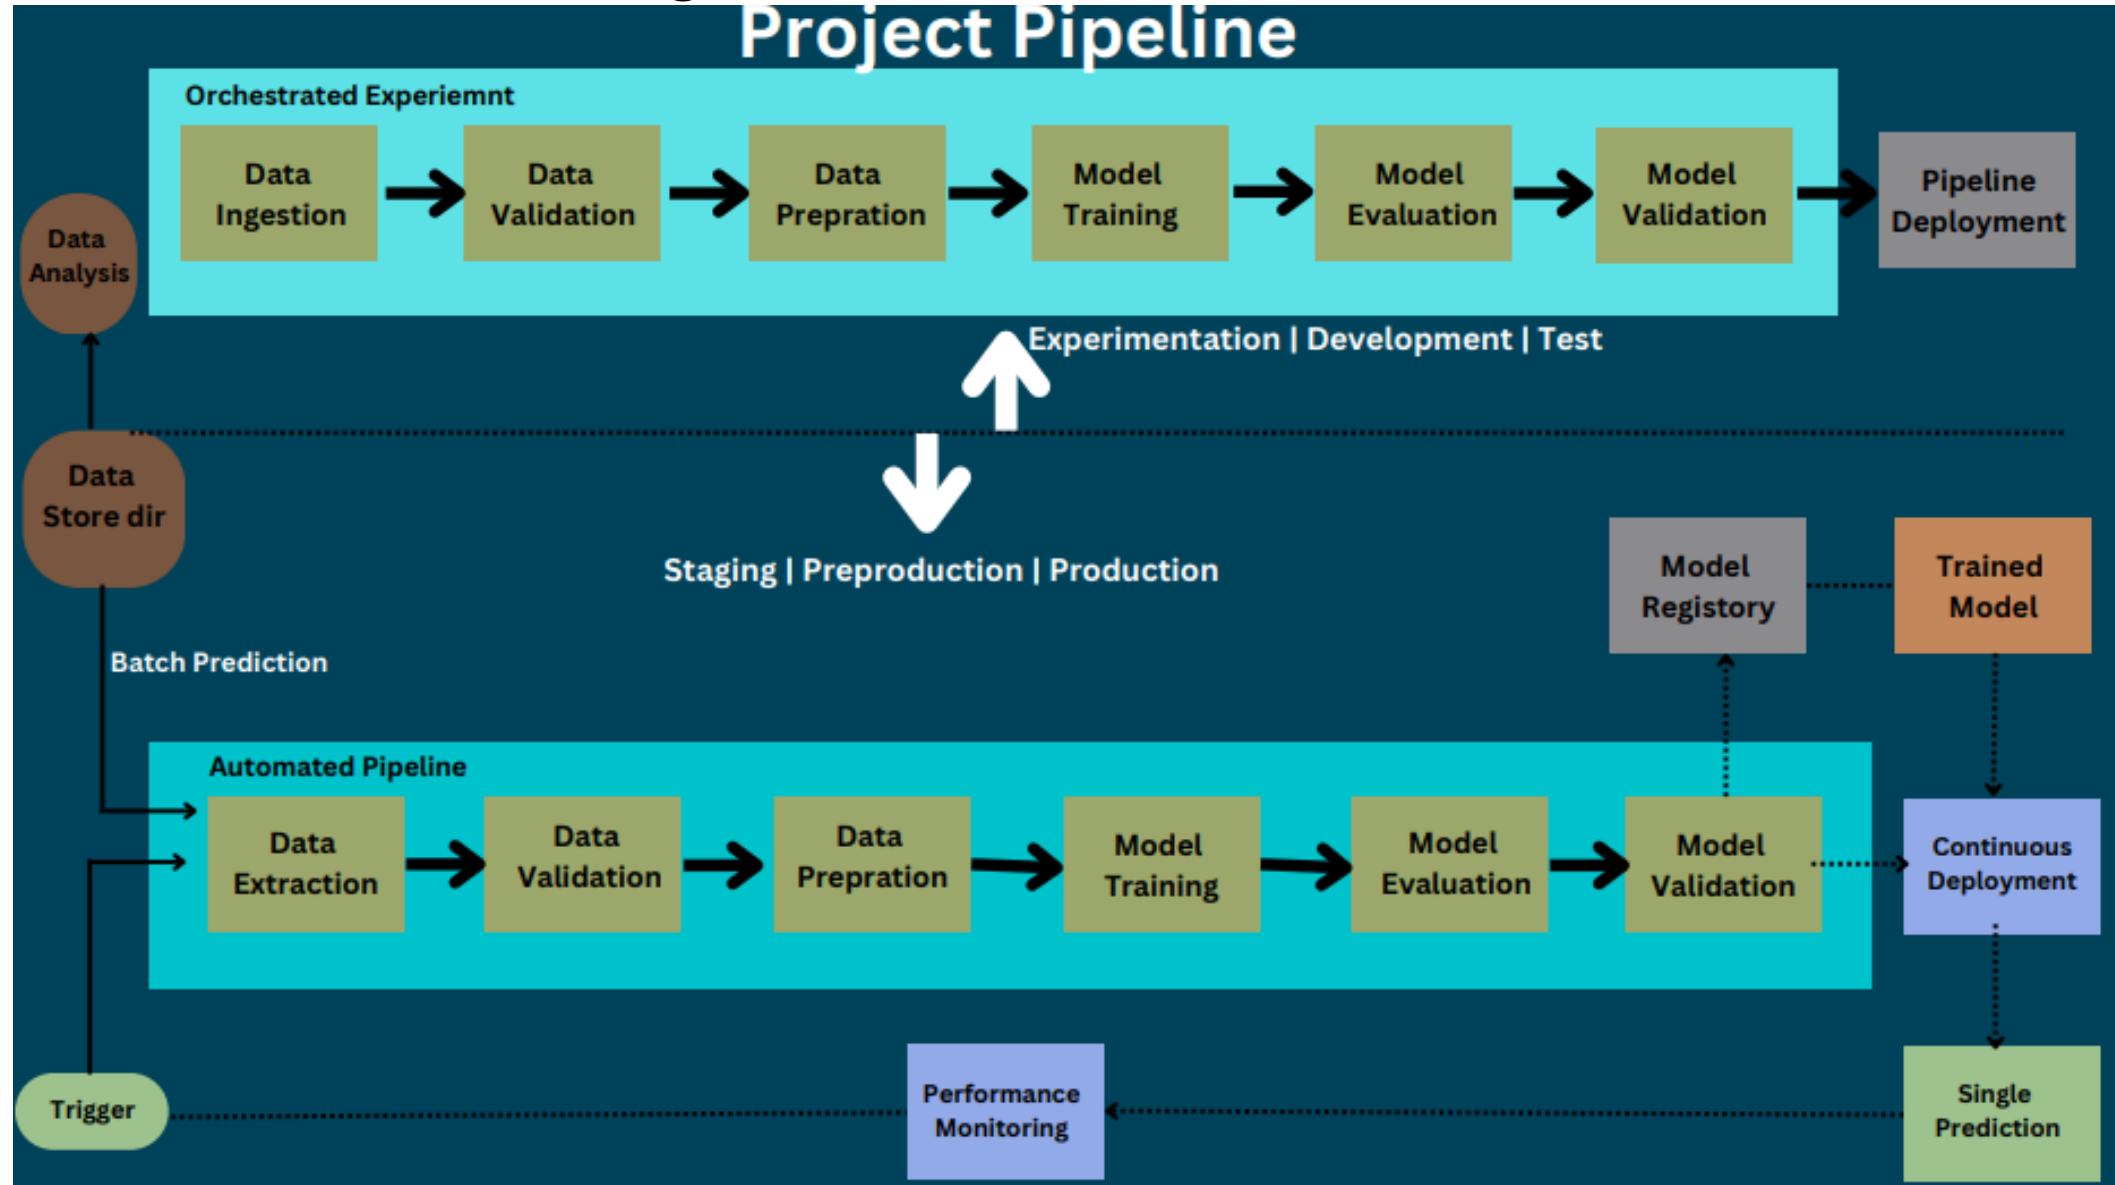 Project Pipeline
Orchestrated Experiemnt
Data
Ingestion
Data
Validation
Data
Prepration
Model
Training
Model
Evaluation
Model
Validation
Pipeline
Deployment
Data
Analysis
Experimentation | Development | Test
Data
Store dir
Staging | Preproduction | Production
Model
Registory
Trained
Model
Batch Prediction
Automated Pipeline
Data
Extraction
Data
Validation
Data
Prepration
Model
Training
Model
Evaluation
Model
Validation
Continuous
Deployment
Trigger
Performance
Monitoring
Single
Prediction